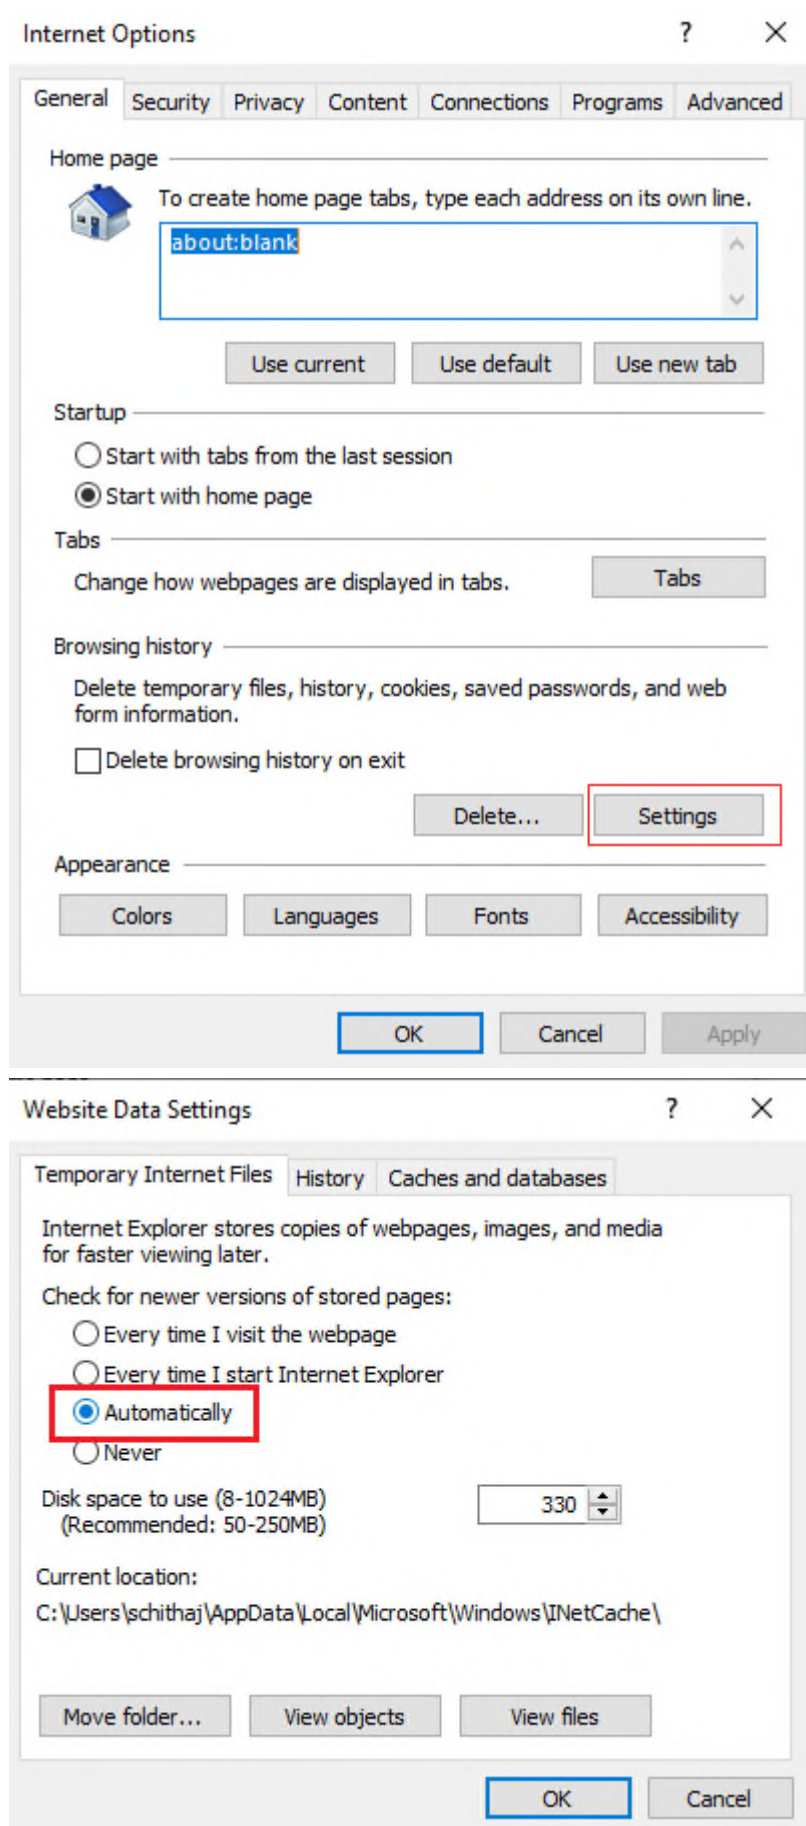 Internet Options
General Security Privacy Content Connections Programs Advanced
Home page
To create home page tabs, type each address on its own line.
about:blank
Use current Use default Use new tab
Startup
Start with tabs from the last session
Start with home page
Tabs
Change how webpages are displayed in tabs. Tabs
Browsing history
Delete temporary files, history, cookies, saved passwords, and web
form information.
Delete browsing history on exit
Delete... Settings
Appearance
Colors Languages Fonts Accessibility
OK Cancel Apply
Website Data Settings
Temporary Internet Files History Caches and databases
Internet Explorer stores copies of webpages, images, and media
for faster viewing later.
Check for newer versions of stored pages:
Every time I visit the webpage
Every time I start Internet Explorer
Automatically
Never
Disk space to use (8-1024MB) 330
(Recommended: 50-250MB)
Current location:
C:\Users\schithaj\AppData\Local\Microsoft\Windows\INetCache\
Move folder... View objects View files
OK Cancel